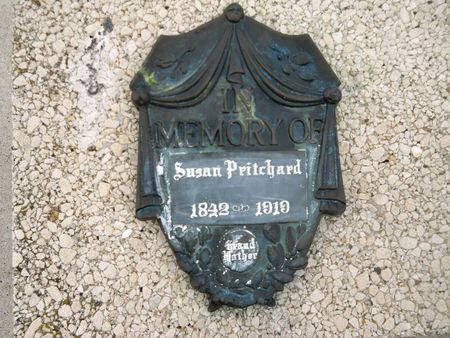 IN
MEMORY OF
Susan Pritchard
1842 1919
Grand
Mother